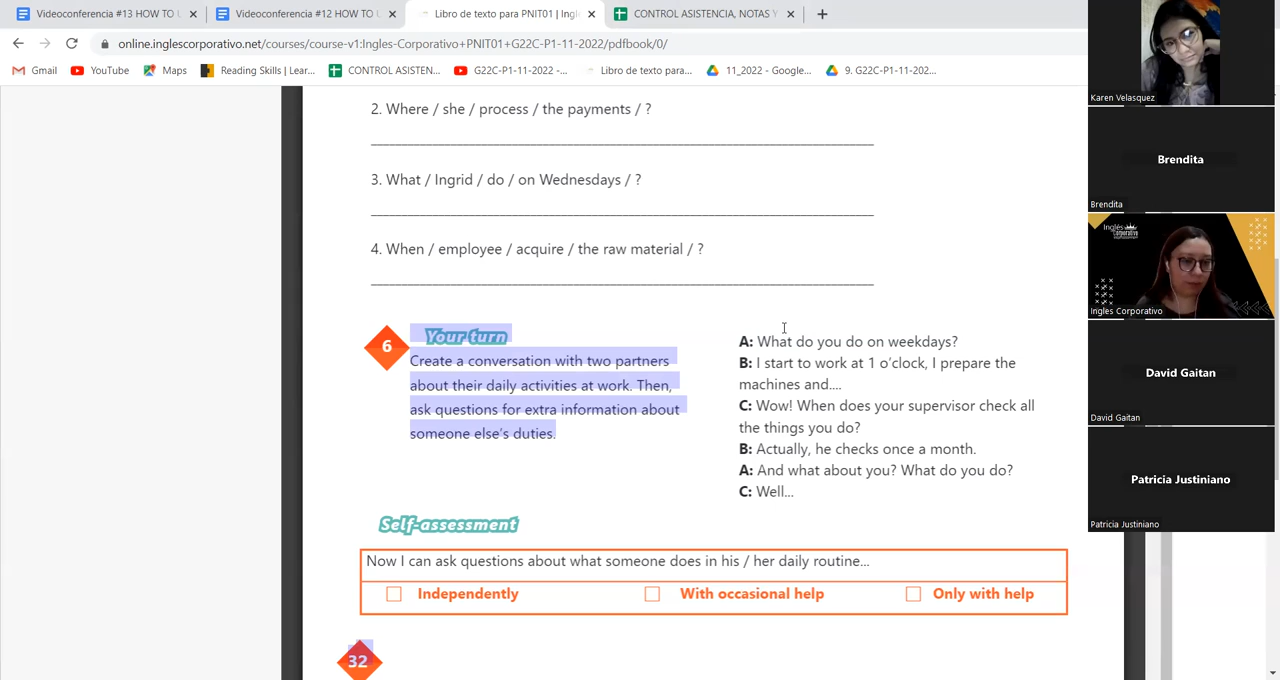 Videoconferencia #13 HOW TO U
Videoconferencia #12 HOW TO U
Libro de texto para PNIT01 | Ingl
CONTROL ASISTENCIA, NOTAS Y
online.inglescorporativo.net/courses/course-v1:Ingles-Corporativo+PNIT01+G22C-P1-11-2022/pdfbook/0/
Gmail
YouTube
Maps
Reading Skills | Lear...
CONTROL ASISTEN...
G22C-P1-11-2022 -...
Libro de texto para...
11_2022 - Google...
9. G22C-P1-11-202...
2. Where / she / process / the payments / ?
3. What / Ingrid / do / on Wednesdays / ?
4. When / employee / acquire / the raw material / ?
6
Your turn
Create a conversation with two partners
about their daily activities at work. Then,
ask questions for extra information about
someone else's duties.
A: What do you do on weekdays?
B: I start to work at 1 o'clock, I prepare the
machines and....
C: Wow! When does your supervisor check all
the things you do?
B: Actually, he checks once a month.
A: And what about you? What do you do?
C: Well...
Self-assessment
Now I can ask questions about what someone does in his / her daily routine...
Independently
With occasional help
Only with help
32
Karen Velasquez
Brendita
Brendita
Inglés
Corporativo
Ingles Corporativo
David Gaitan
David Gaitan
Patricia Justiniano
Patricia Justiniano